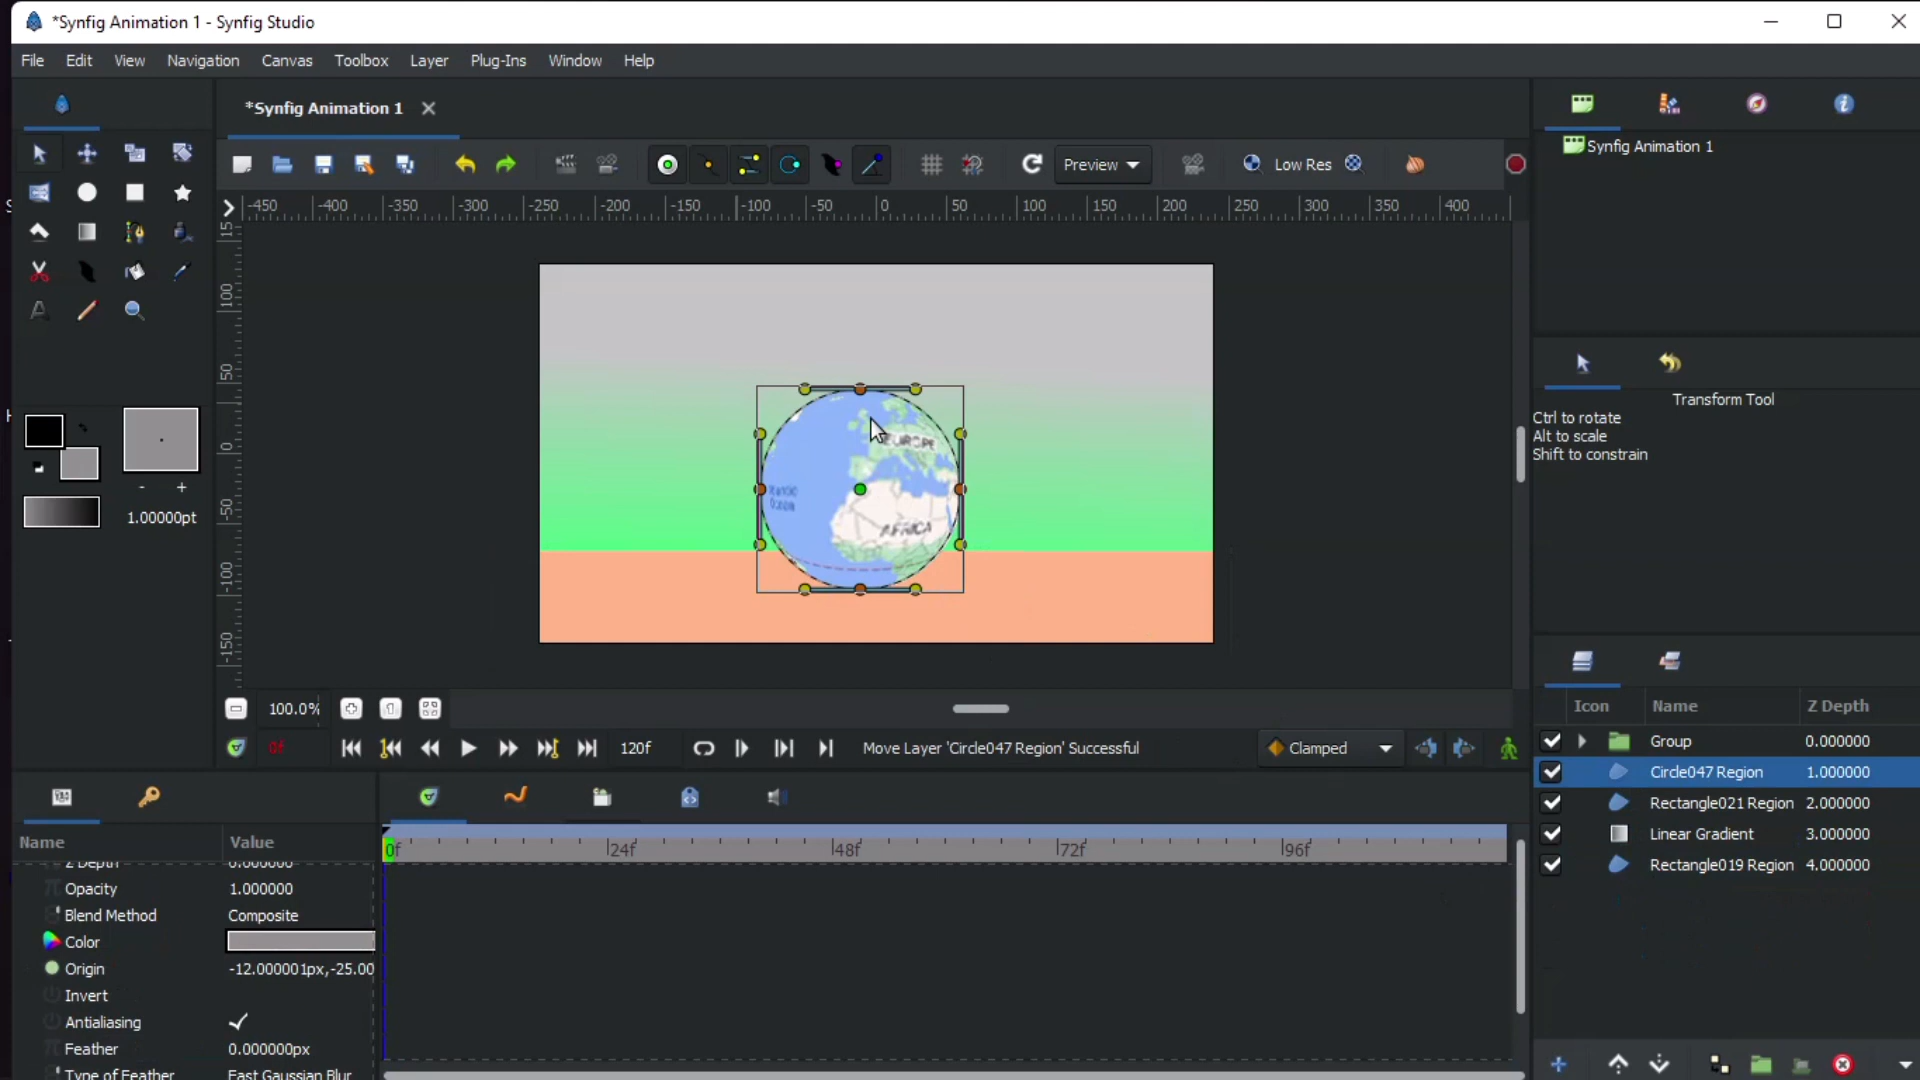 *Synfig Animation 1 - Synfig Studio
File Edit View Navigation Canvas Toolbox Layer Plug-Ins Window Help
*Synfig Animation 1
Synfig Animation 1
Preview
Low Res
-450 -400 -350 -300 -250 -200 -150 -100 -50 0 50 100 150 200 250 300 350 400
100 50 0 -50 -100 -150
EUROPE
AFRICA
1.00000pt
Transform Tool
Ctrl to rotate
Alt to scale
Shift to constrain
100.0%
0f
120f
Move Layer 'Circle047 Region' Successful
Clamped
Icon Name Z Depth
Group 0.000000
Circle047 Region 1.000000
Rectangle021 Region 2.000000
Linear Gradient 3.000000
Rectangle019 Region 4.000000
Name Value
0f 24f 48f 72f 96f
Z Depth 0.000000
Opacity 1.000000
Blend Method Composite
Color
Origin -12.000001px,-25.00
Invert
Antialiasing
Feather 0.000000px
Type of Feather Fast Gaussian Blur